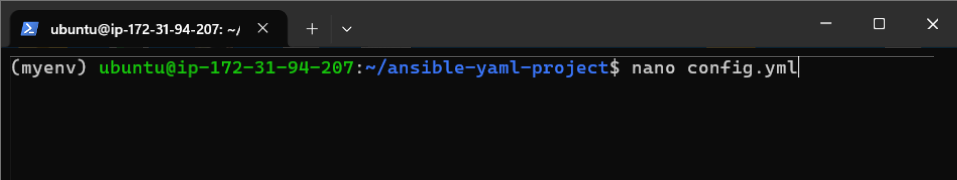 ubuntu@ip-172-31-94-207: ~/
(myenv) ubuntu@ip-172-31-94-207:~/ansible-yaml-project$ nano config.yml